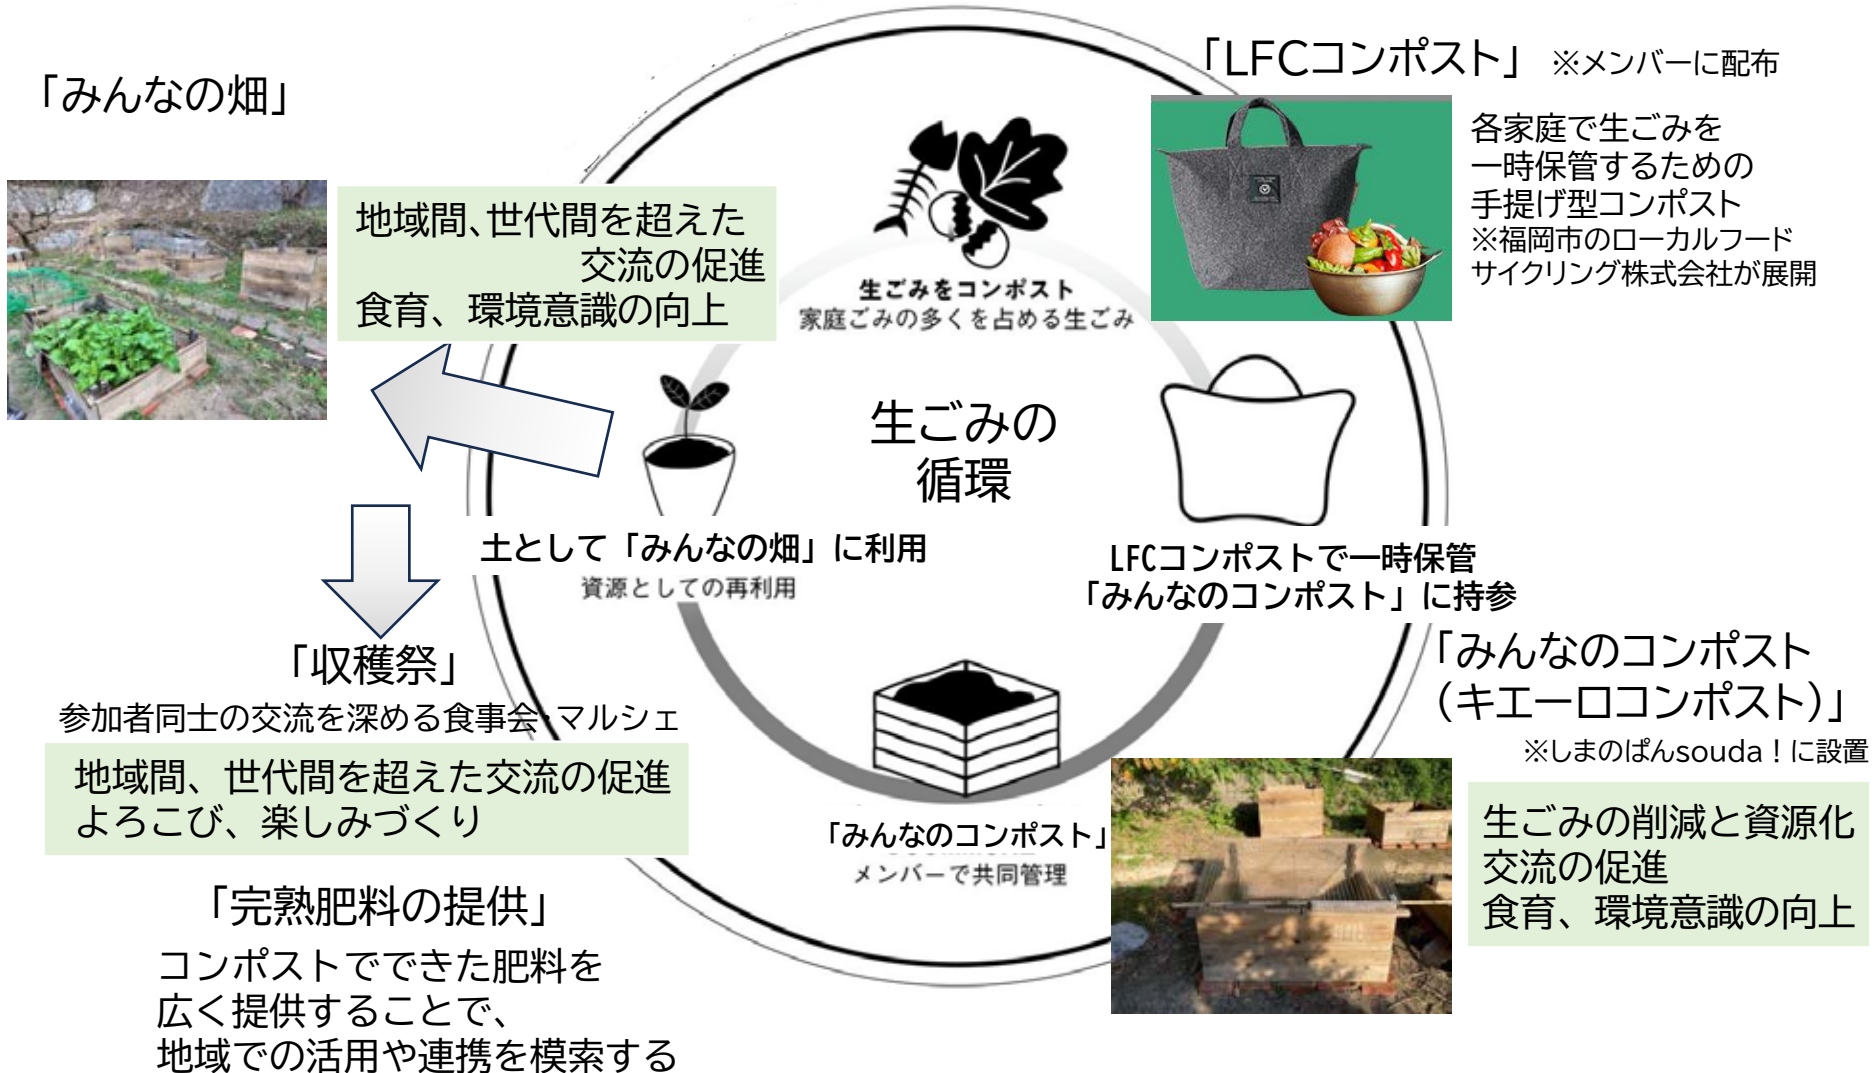 「みんなの畑」
地域間、世代間を超えた
交流の促進
食育、環境意識の向上
「LFCコンポスト」 ※メンバーに配布
各家庭で生ごみを
一時保管するための
手提げ型コンポスト
※福岡市のローカルフード
サイクリング株式会社が展開
生ごみをコンポスト
家庭ごみの多くを占める生ごみ
生ごみの
循環
土として「みんなの畑」に利用
資源としての再利用
LFCコンポストで一時保管
「みんなのコンポスト」に持参
「みんなのコンポスト
(キエーロコンポスト)」
※しまのぱんsouda！に設置
生ごみの削減と資源化
交流の促進
食育、環境意識の向上
「みんなのコンポスト」
メンバーで共同管理
「収穫祭」
参加者同士の交流を深める食事会・マルシェ
地域間、世代間を超えた交流の促進
よろこび、楽しみづくり
「完熟肥料の提供」
コンポストでできた肥料を
広く提供することで、
地域での活用や連携を模索する